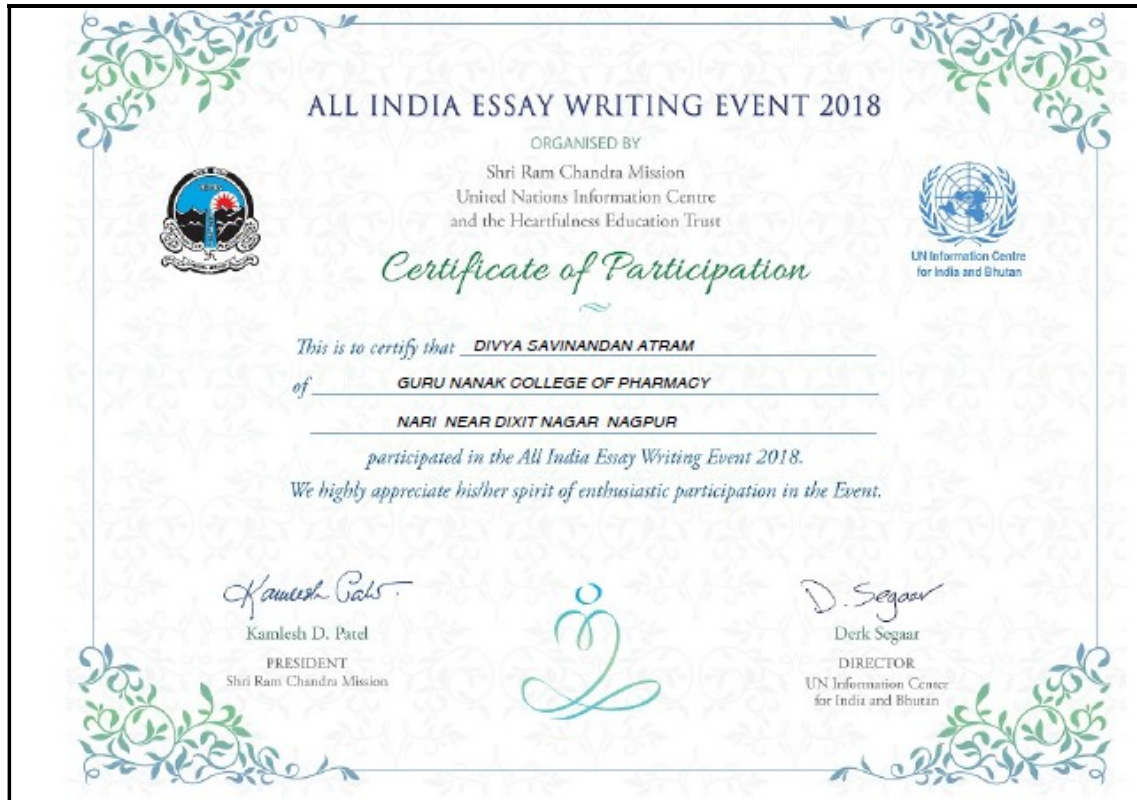 ALL INDIA ESSAY WRITING EVENT 2018
ORGANISED BY
Shri Ram Chandra Mission
United Nations Information Centre
and the Heartfulness Education Trust
UN Information Centre
for India and Bhutan
Certificate of Participation
This is to certify that DIVYA SAVINANDAN ATRAM
of GURU NANAK COLLEGE OF PHARMACY
NARI NEAR DIXIT NAGAR NAGPUR
participated in the All India Essay Writing Event 2018.
We highly appreciate his/her spirit of enthusiastic participation in the Event.
Kamlesh D. Patel
PRESIDENT
Shri Ram Chandra Mission
D. Segaar
Derk Segaar
DIRECTOR
UN Information Center
for India and Bhutan